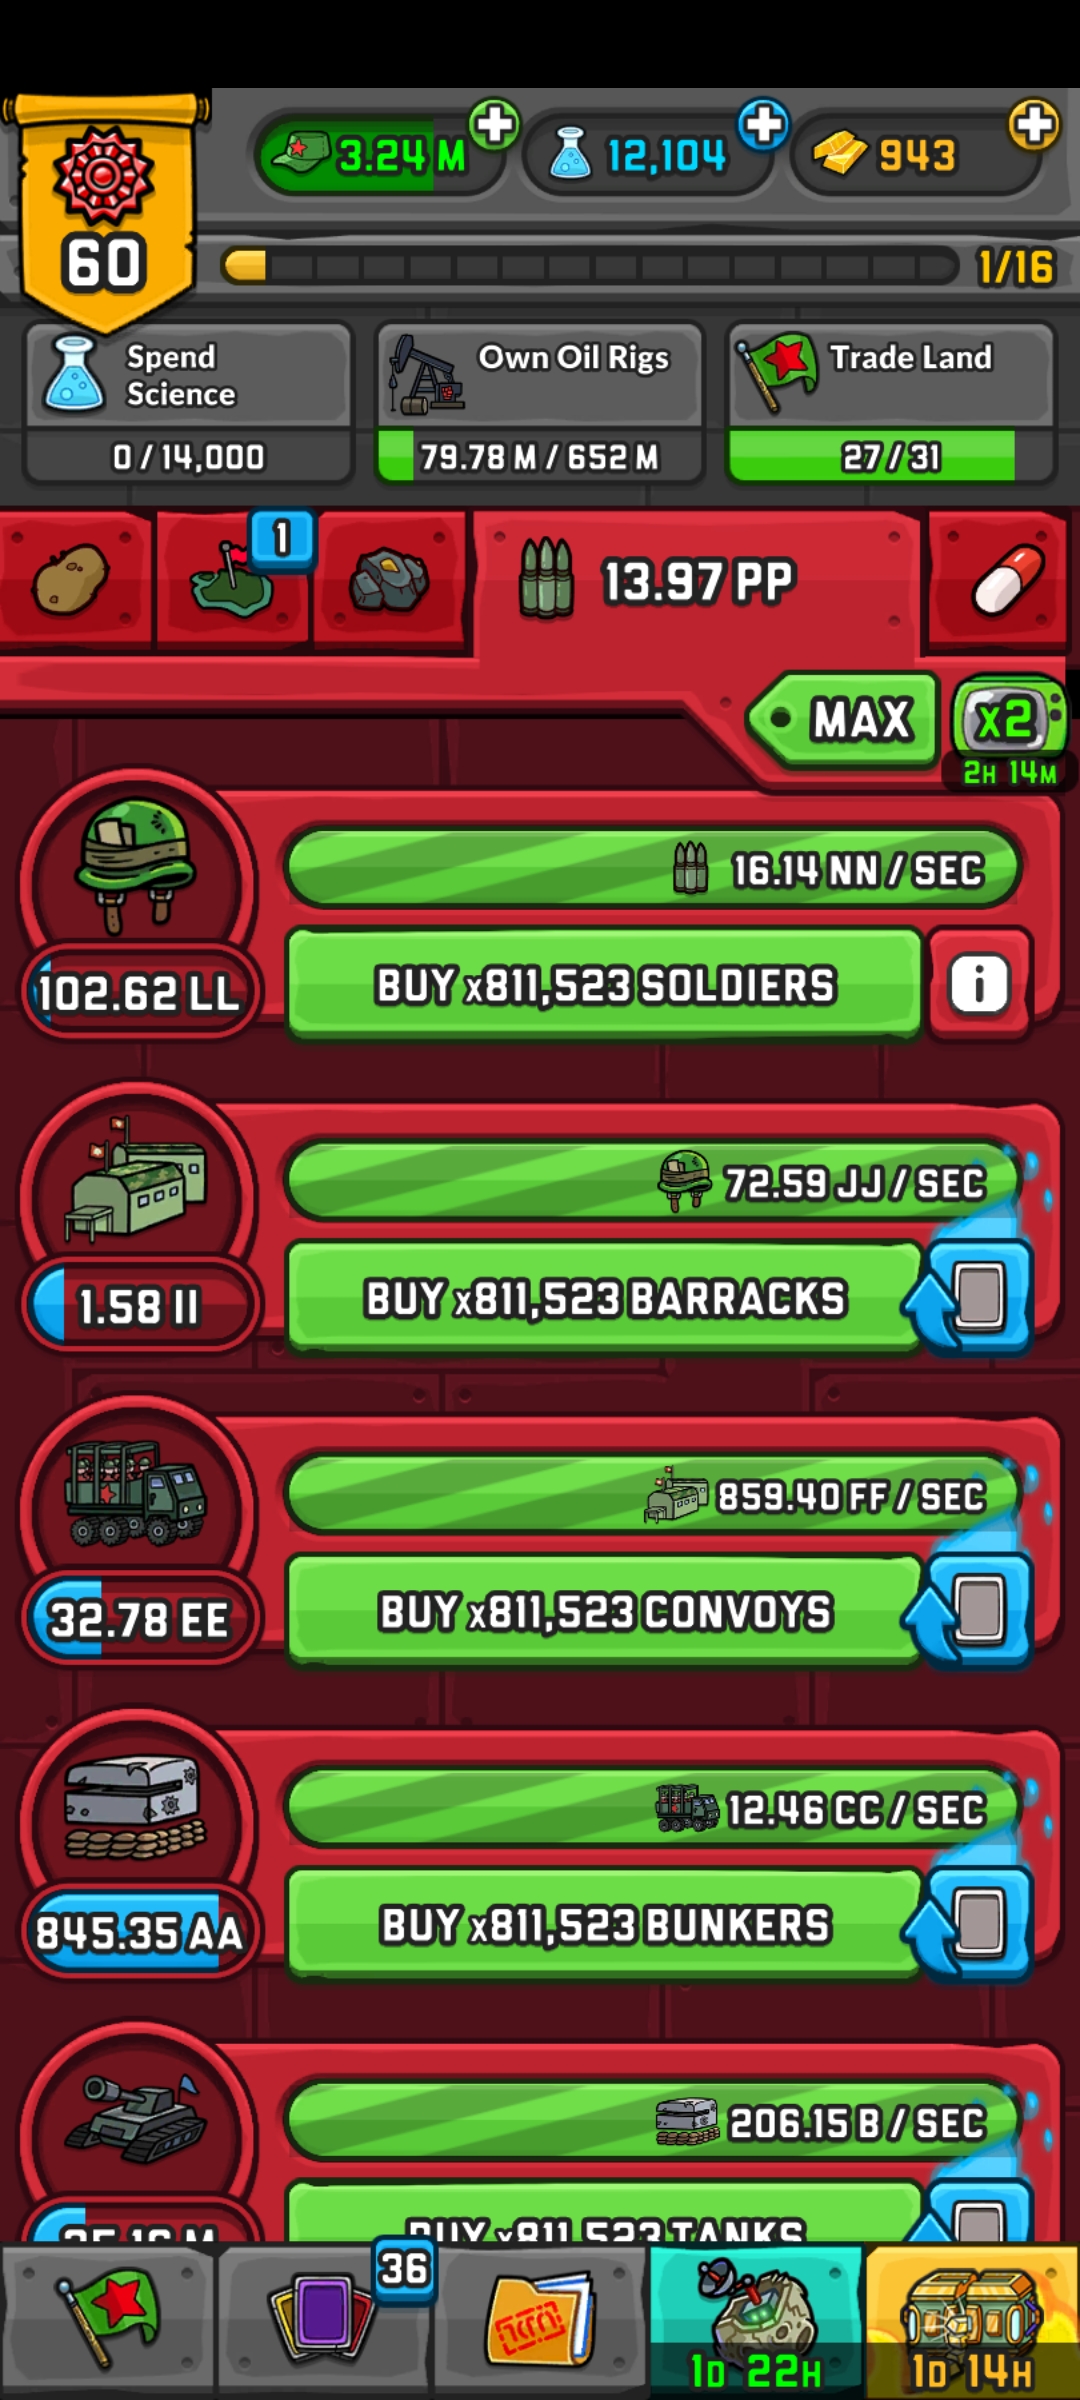 3.24 M
12,104
943
60
1/16
Spend
Science
0 / 14,000
Own Oil Rigs
79.78 M / 652 M
Trade Land
27 / 31
1
13.97 PP
MAX
x2
2H 14M
16.14 NN / SEC
102.62 LL
BUY x811,523 SOLDIERS
i
72.59 JJ / SEC
1.58 II
BUY x811,523 BARRACKS
859.40 FF / SEC
32.78 EE
BUY x811,523 CONVOYS
12.46 CC / SEC
845.35 AA
BUY x811,523 BUNKERS
206.15 B / SEC
BUY x811,523 TANKS
36
1D 22H
1D 14H